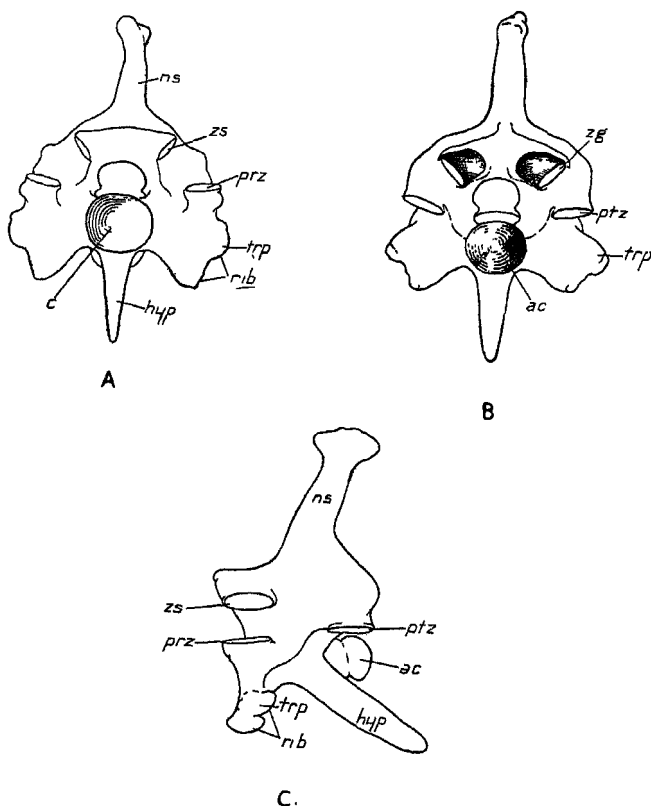 ns
zs
prz
trp
rib
c
hyp
A
zg
ptz
trp
ac
B
ns
zs
prz
ptz
ac
trp
rib
hyp
C.